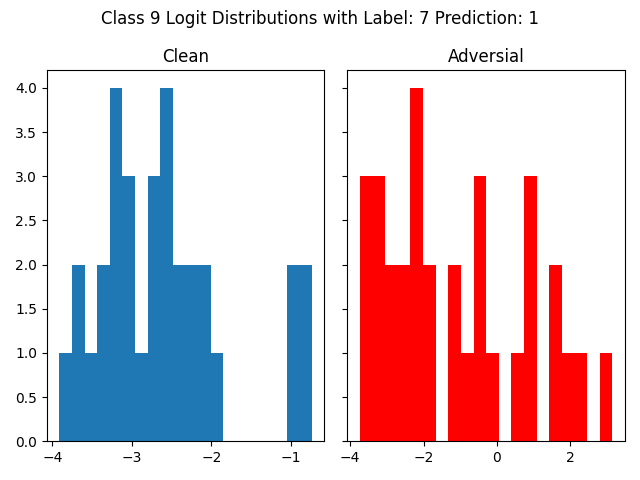 Class 9 Logit Distributions with Label: 7 Prediction: 1
Clean
Adversial
4.0
3.5
3.0
2.5
2.0
1.5
1.0
0.5
0.0
−4 −3 −2 −1
−4 −2 0 2